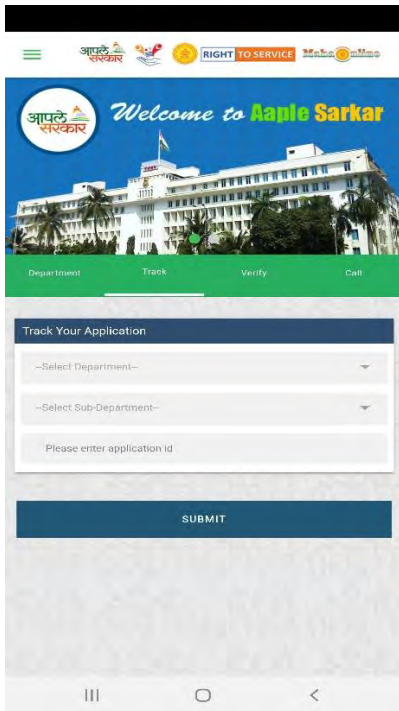 आपले सरकार RIGHT TO SERVICE MahaOnline
आपले सरकार Welcome to Aaple Sarkar
Department Track Verify Call
Track Your Application
--Select Department--
--Select Sub-Department--
Please enter application id
SUBMIT